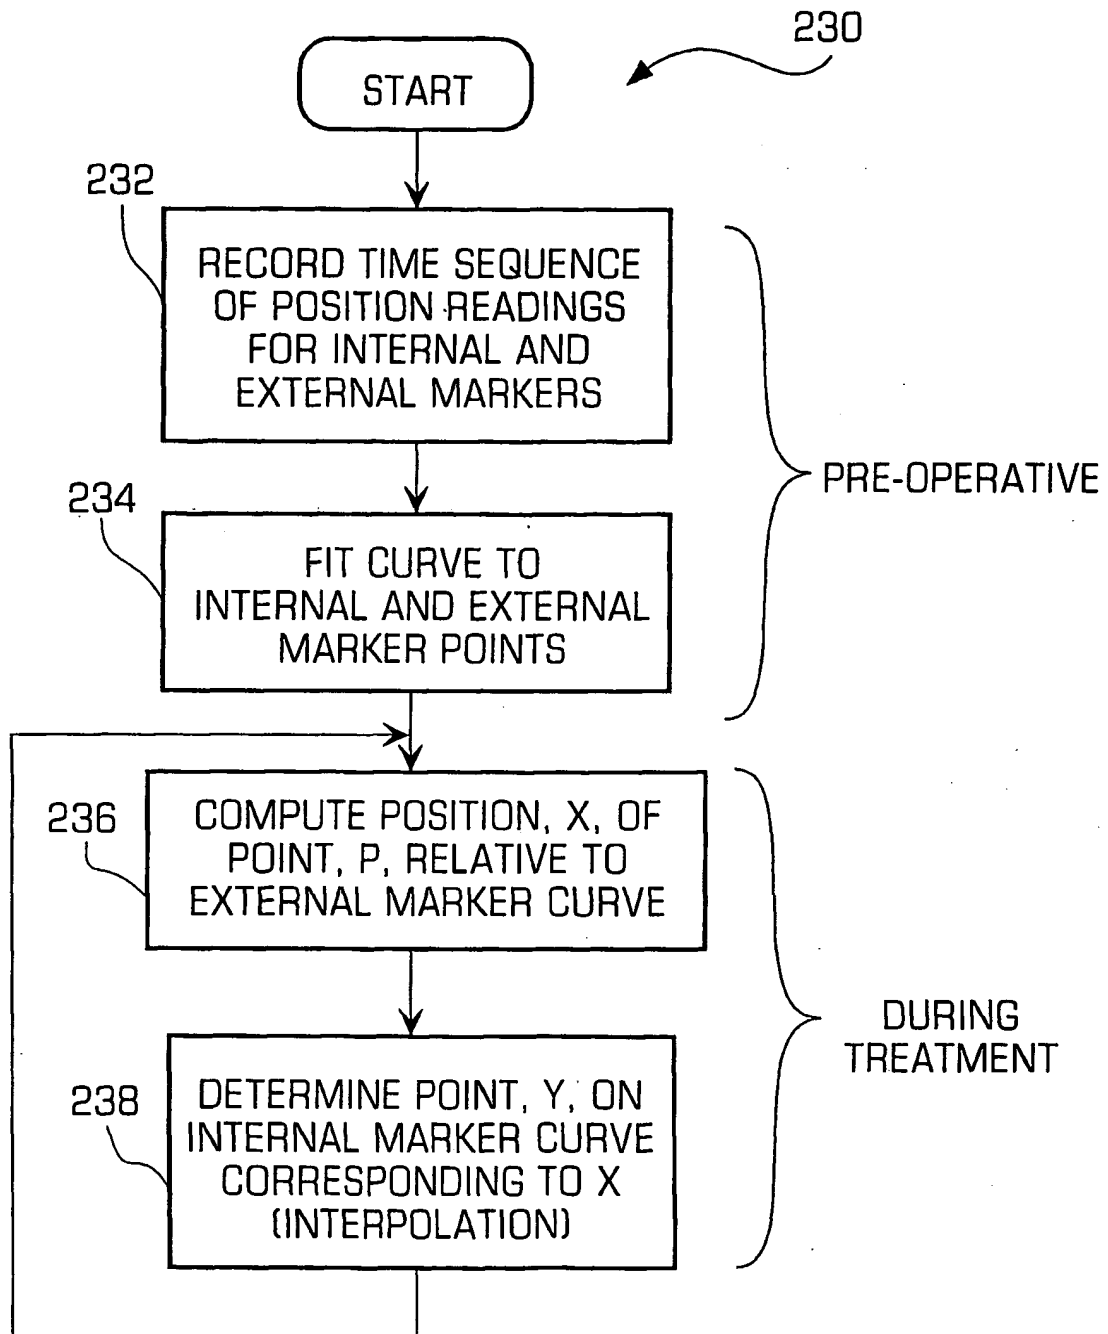 230
START
232
RECORD TIME SEQUENCE
OF POSITION READINGS
FOR INTERNAL AND
EXTERNAL MARKERS
PRE-OPERATIVE
234
FIT CURVE TO
INTERNAL AND EXTERNAL
MARKER POINTS
236
COMPUTE POSITION, X, OF
POINT, P, RELATIVE TO
EXTERNAL MARKER CURVE
DURING
TREATMENT
238
DETERMINE POINT, Y, ON
INTERNAL MARKER CURVE
CORRESPONDING TO X
(INTERPOLATION)